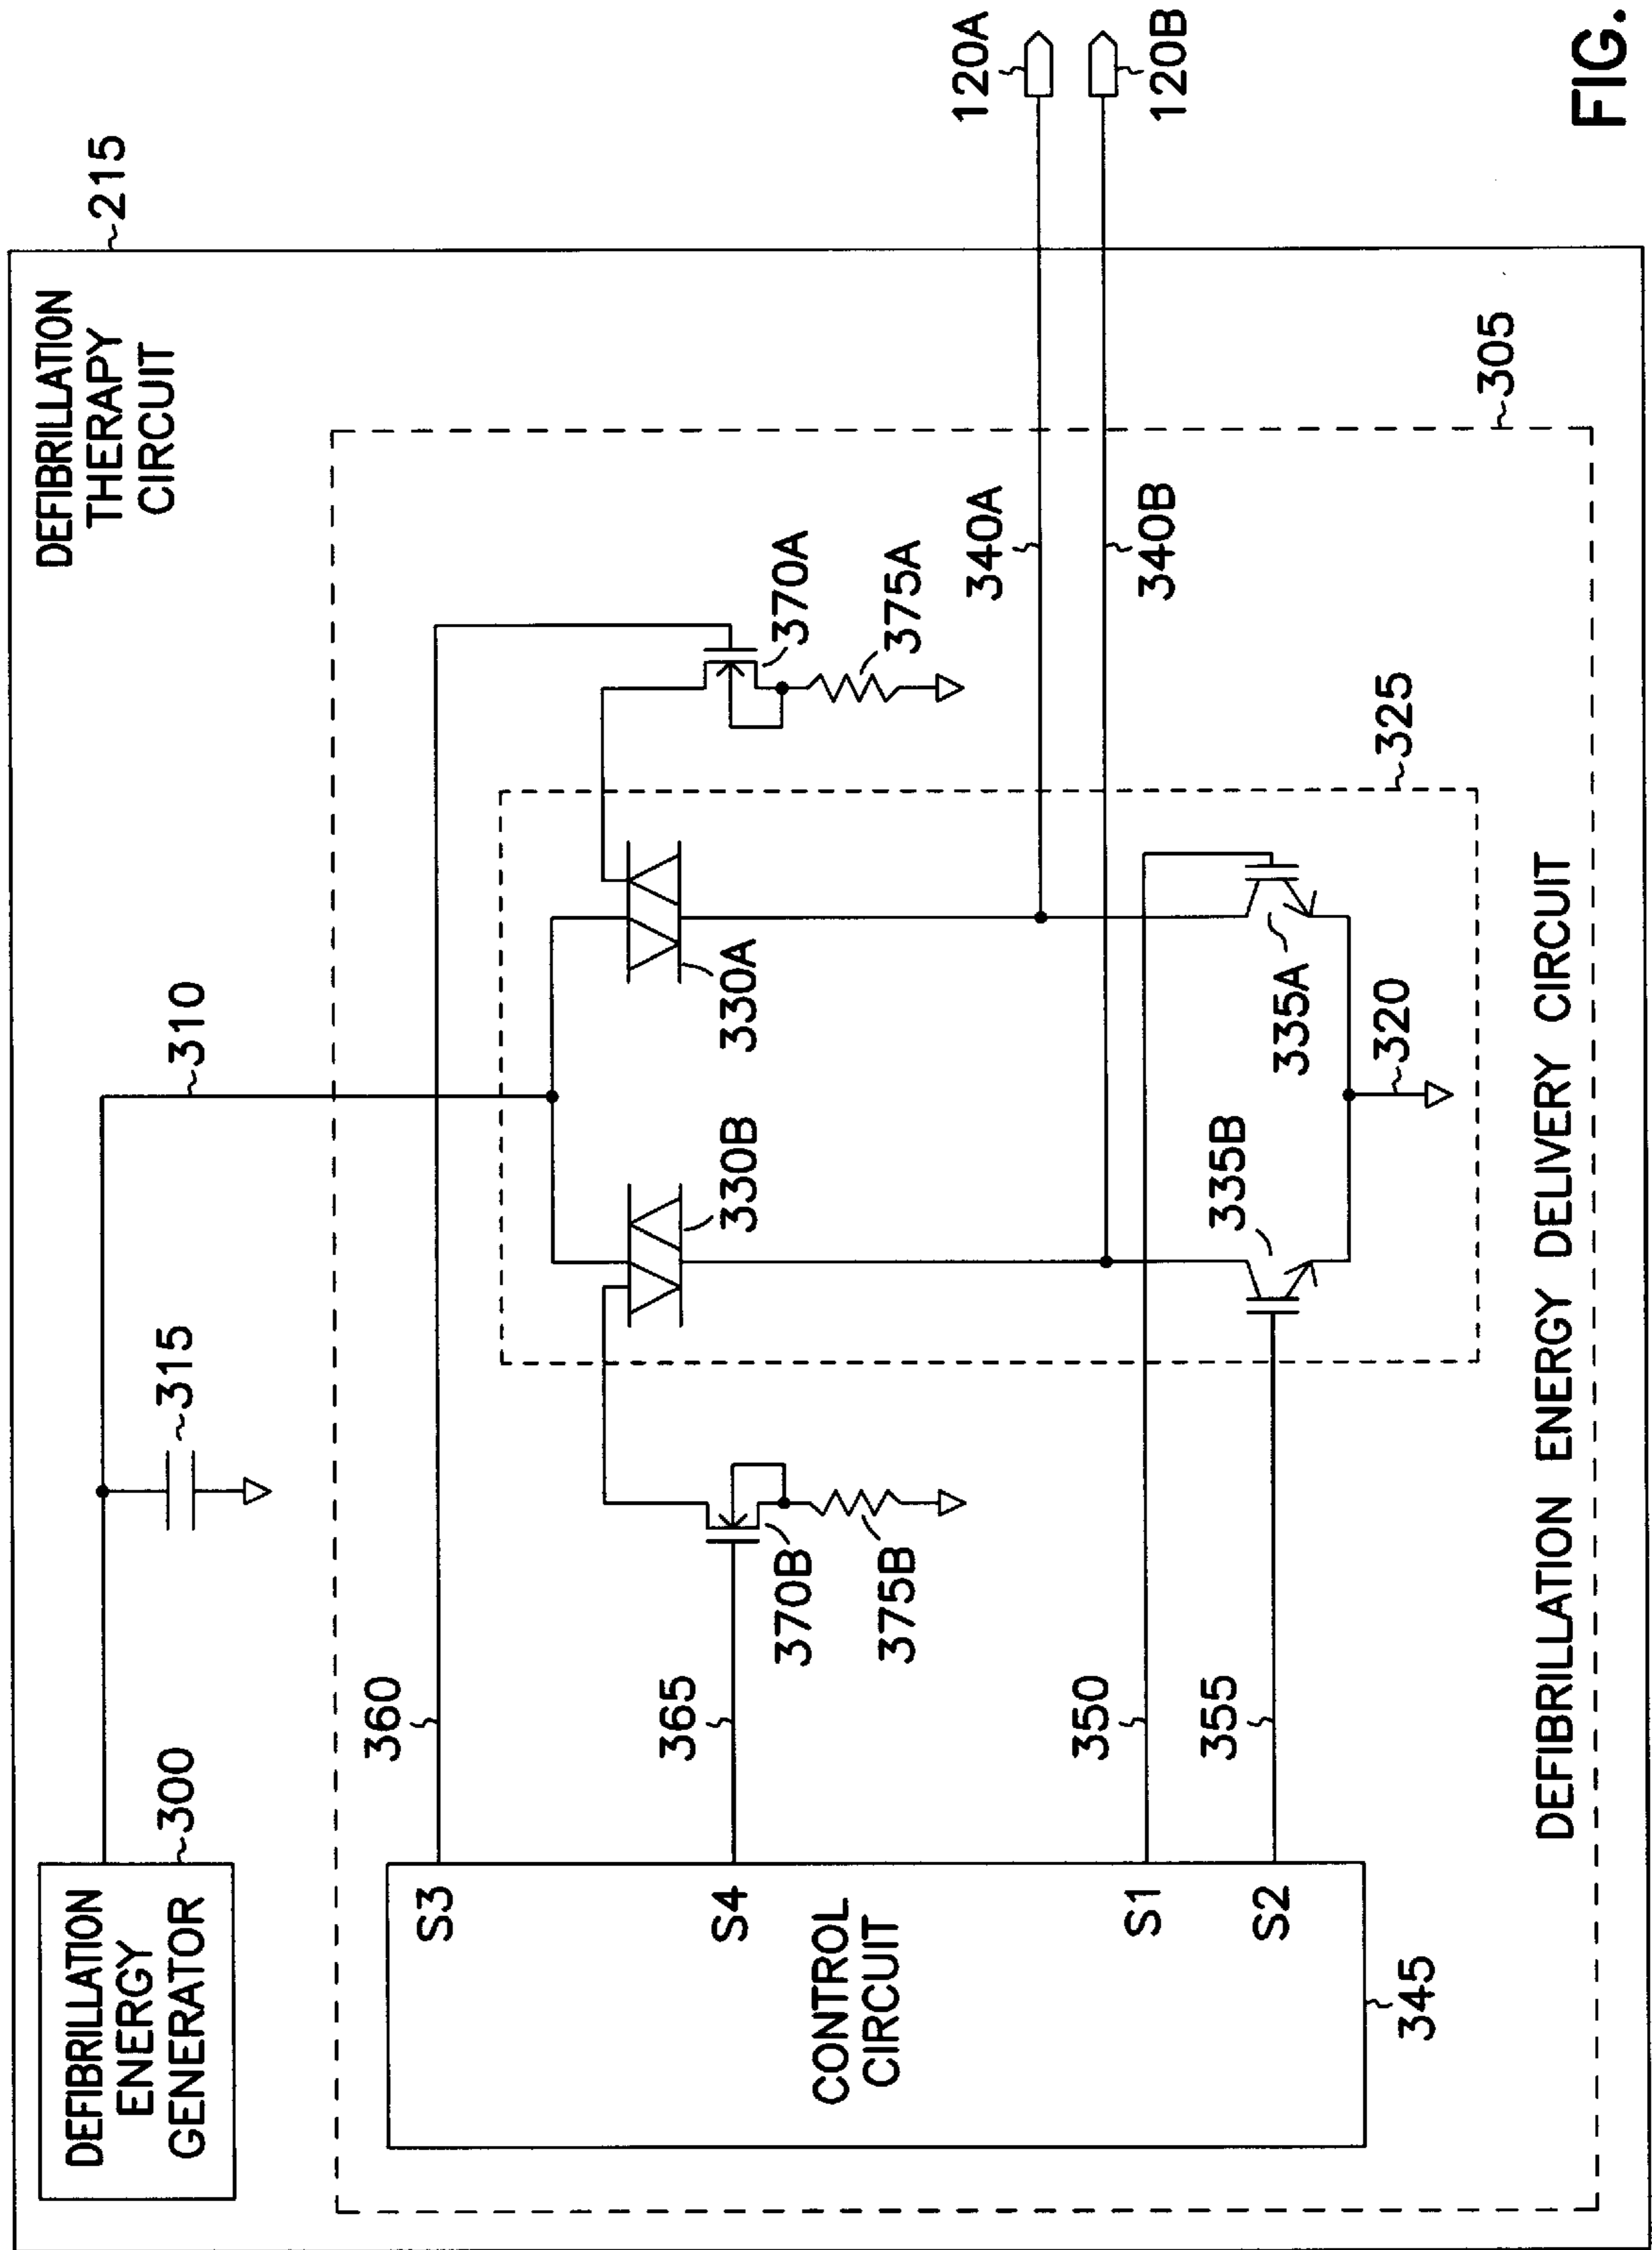 DEFIBRILLATION
THERAPY
CIRCUIT
215
DEFIBRILLATION
ENERGY
GENERATOR
300
315
310
305
360
365
350
355
S3
S4
S1
S2
CONTROL
CIRCUIT
345
370B
375B
330B
330A
370A
375A
325
335B
335A
320
340A
340B
120A
120B
DEFIBRILLATION ENERGY DELIVERY CIRCUIT
FIG.